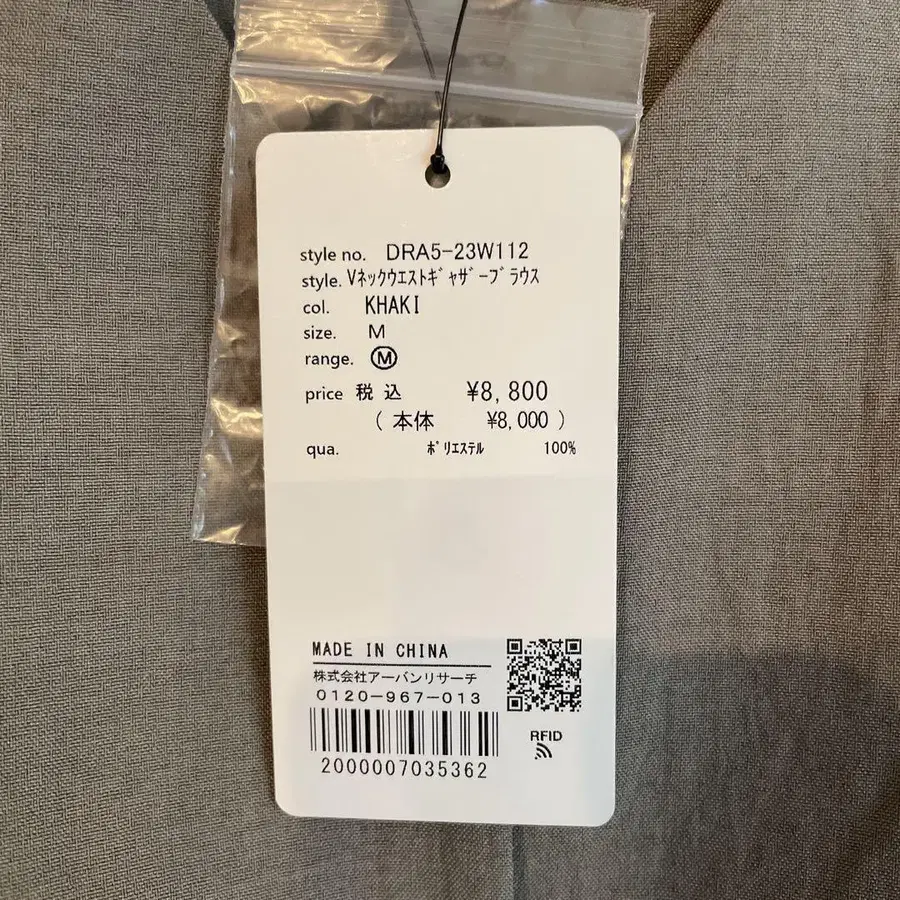 style no. DRA5-23W112
style. Vﾈｯｸｳｴｽﾄｷﾞｬｻﾞｰﾌﾞﾗｳｽ
col. KHAKI
size. M
range. Ⓜ
price 税込 ¥8,800
(本体 ¥8,000)
qua. ﾎﾟﾘｴｽﾃﾙ 100%
MADE IN CHINA
株式会社アーバンリサーチ
0120-967-013
RFID
2000007035362